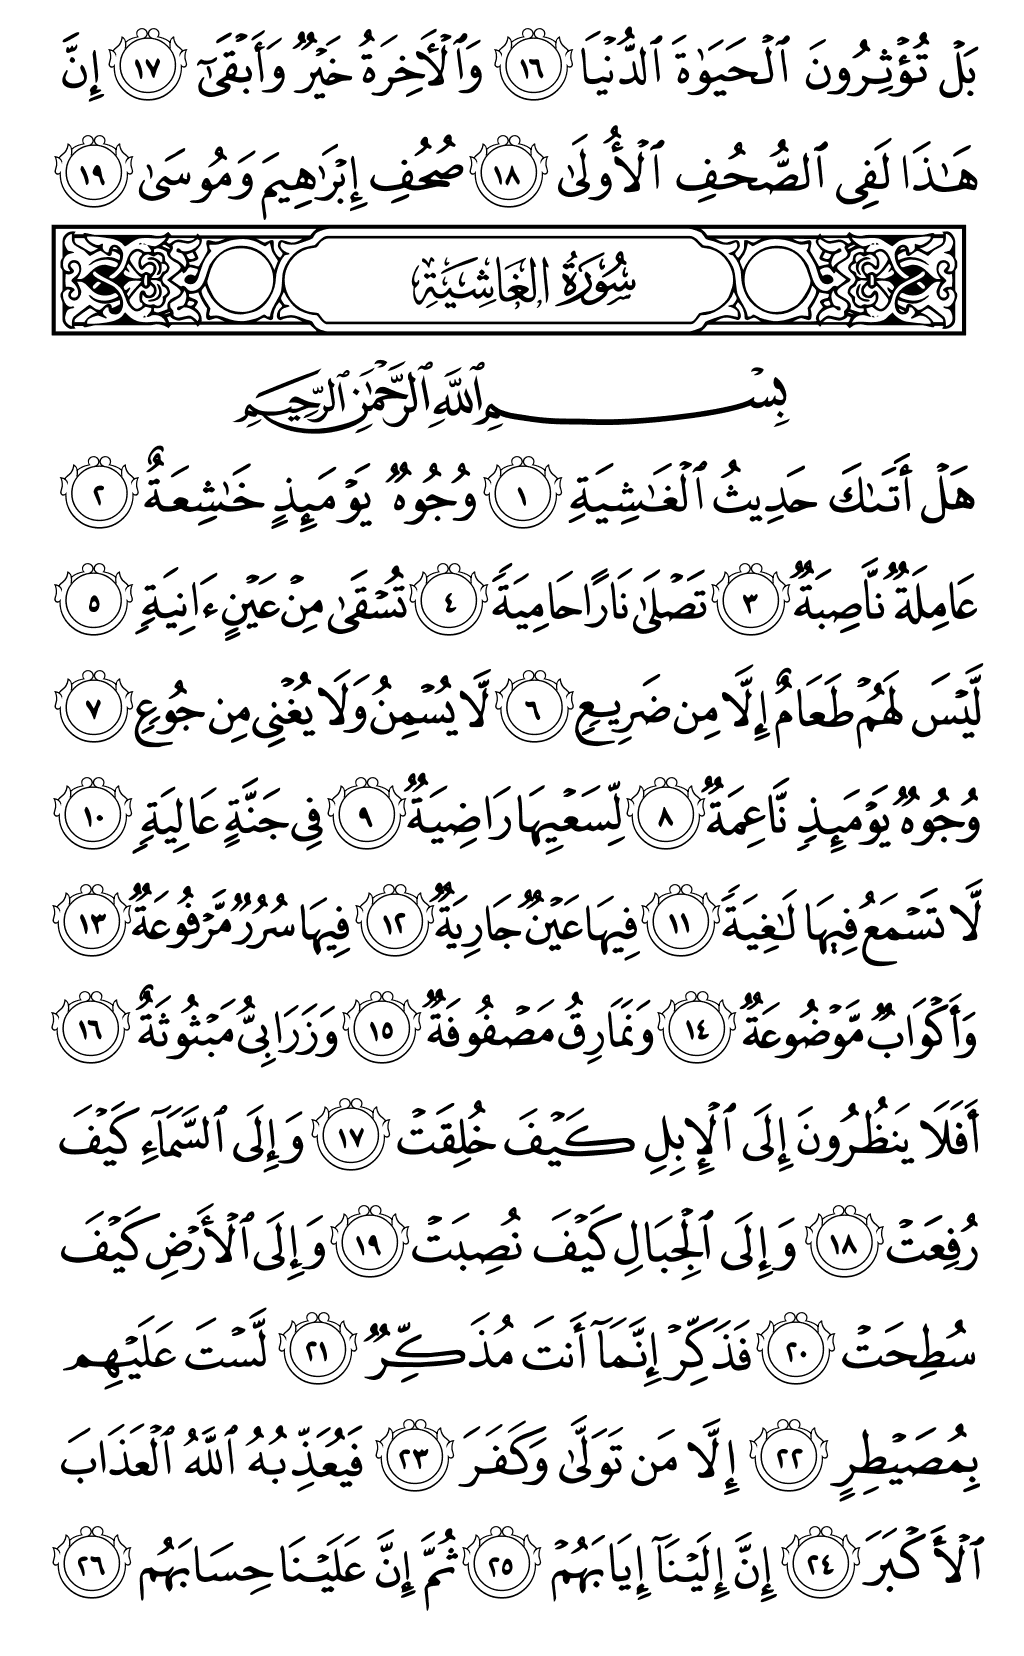 بَلْ تُؤْثِرُونَ ٱلْحَيَوٰةَ ٱلدُّنْيَا ١٦ وَٱلْأَخِرَةُ خَيْرٌ وَأَبْقَىٰٓ ١٧ إِنَّ
هَـٰذَا لَفِى ٱلصُّحُفِ ٱلْأُولَىٰ ١٨ صُحُفِ إِبْرَٰهِيمَ وَمُوسَىٰ ١٩
سُورَةُ الغَاشِيَةِ
بِسْمِ ٱللَّهِ ٱلرَّحْمَٰنِ ٱلرَّحِيمِ
هَلْ أَتَىٰكَ حَدِيثُ ٱلْغَـٰشِيَةِ ١ وُجُوهٌ يَوْمَئِذٍ خَـٰشِعَةٌ ٢
عَامِلَةٌ نَّاصِبَةٌ ٣ تَصْلَىٰ نَارًا حَامِيَةً ٤ تُسْقَىٰ مِنْ عَيْنٍ ءَانِيَةٍ ٥
لَّيْسَ لَهُمْ طَعَامٌ إِلَّا مِن ضَرِيعٍ ٦ لَّا يُسْمِنُ وَلَا يُغْنِى مِن جُوعٍ ٧
وُجُوهٌ يَوْمَئِذٍ نَّاعِمَةٌ ٨ لِّسَعْيِهَا رَاضِيَةٌ ٩ فِى جَنَّةٍ عَالِيَةٍ ١٠
لَّا تَسْمَعُ فِيهَا لَـٰغِيَةً ١١ فِيهَا عَيْنٌ جَارِيَةٌ ١٢ فِيهَا سُرُرٌ مَّرْفُوعَةٌ ١٣
وَأَكْوَابٌ مَّوْضُوعَةٌ ١٤ وَنَمَارِقُ مَصْفُوفَةٌ ١٥ وَزَرَابِىُّ مَبْثُوثَةٌ ١٦
أَفَلَا يَنظُرُونَ إِلَى ٱلْإِبِلِ كَيْفَ خُلِقَتْ ١٧ وَإِلَى ٱلسَّمَآءِ كَيْفَ
رُفِعَتْ ١٨ وَإِلَى ٱلْجِبَالِ كَيْفَ نُصِبَتْ ١٩ وَإِلَى ٱلْأَرْضِ كَيْفَ
سُطِحَتْ ٢٠ فَذَكِّرْ إِنَّمَآ أَنتَ مُذَكِّرٌ ٢١ لَّسْتَ عَلَيْهِم
بِمُصَيْطِرٍ ٢٢ إِلَّا مَن تَوَلَّىٰ وَكَفَرَ ٢٣ فَيُعَذِّبُهُ ٱللَّهُ ٱلْعَذَابَ
ٱلْأَكْبَرَ ٢٤ إِنَّ إِلَيْنَآ إِيَابَهُمْ ٢٥ ثُمَّ إِنَّ عَلَيْنَا حِسَابَهُم ٢٦